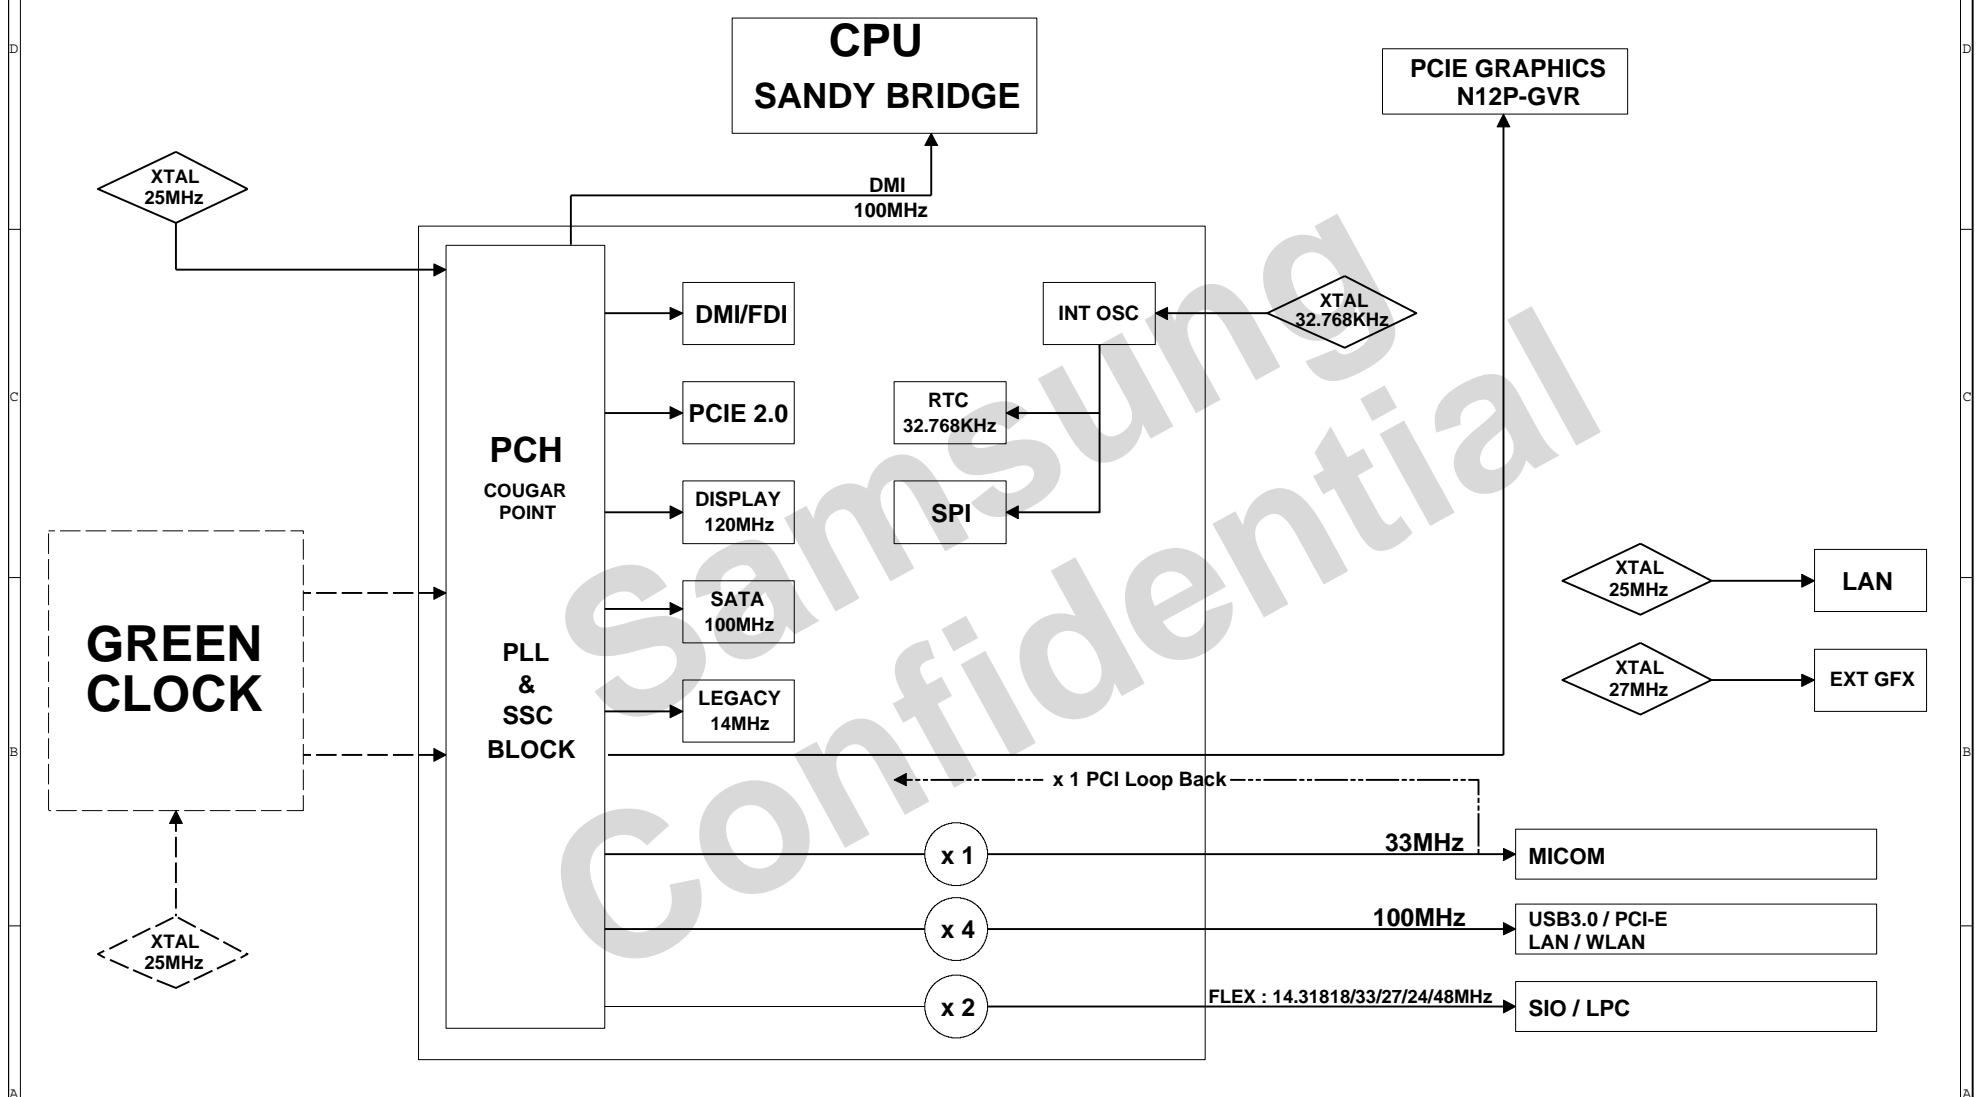 D
D
CPU
SANDY BRIDGE
PCIE GRAPHICS
N12P-GVR
XTAL
25MHz
DMI
100MHz
DMI/FDI
INT OSC
XTAL
32.768KHz
C
C
PCIE 2.0
RTC
32.768KHz
PCH
COUGAR
POINT
DISPLAY
120MHz
SPI
SATA
100MHz
XTAL
25MHz
LAN
GREEN
CLOCK
PLL
&
SSC
BLOCK
LEGACY
14MHz
XTAL
27MHz
EXT GFX
B
B
x 1 PCI Loop Back
x 1
33MHz
MICOM
x 4
100MHz
USB3.0 / PCI-E
LAN / WLAN
XTAL
25MHz
x 2
FLEX : 14.31818/33/27/24/48MHz
SIO / LPC
A
A
Samsung
Confidential